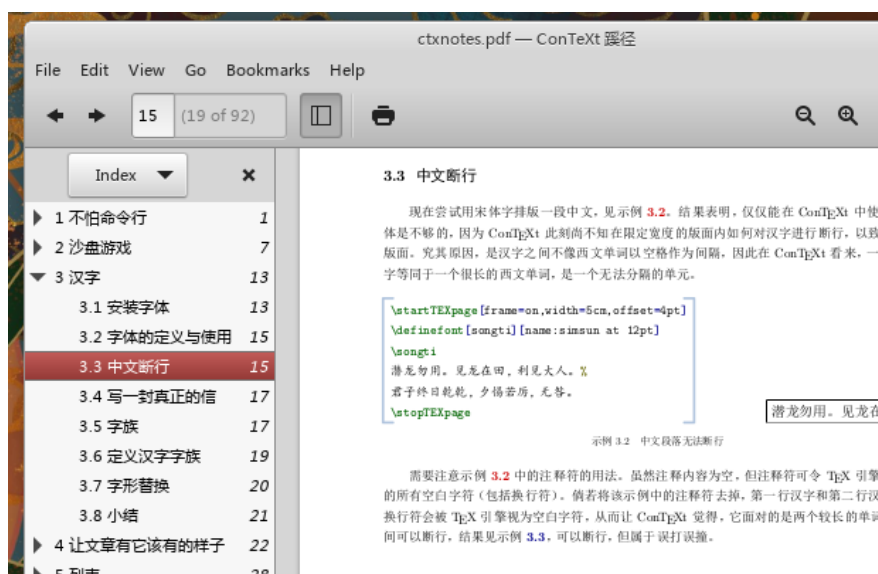 ctxnotes.pdf — ConTeXt 蹊径
File Edit View Go Bookmarks Help
15 (19 of 92)
Index
1 不怕命令行 1
2 沙盘游戏 7
3 汉字 13
3.1 安装字体 13
3.2 字体的定义与使用 15
3.3 中文断行 15
3.4 写一封真正的信 17
3.5 字族 17
3.6 定义汉字字族 19
3.7 字形替换 20
3.8 小结 21
4 让文章有它该有的样子 22
3.3 中文断行
现在尝试用宋体字排版一段中文，见示例 3.2。结果表明，仅仅能在 ConTEXt 中使
体是不够的，因为 ConTEXt 此刻尚不知在限定宽度的版面内如何对汉字进行断行，以致
版面。究其原因，是汉字之间不像西文单词以空格作为间隔，因此在 ConTEXt 看来，一
字等同于一个很长的西文单词，是一个无法分隔的单元。
\startTEXpage[frame=on,width=5cm,offset=4pt]
\definefont[songti][name:simsun at 12pt]
\songti
潜龙勿用。见龙在田，利见大人。%
君子终日乾乾，夕惕若厉，无咎。
\stopTEXpage
潜龙勿用。见龙在
示例 3.2 中文段落无法断行
需要注意示例 3.2 中的注释符的用法。虽然注释内容为空，但注释符可令 TEX 引擎
的所有空白字符（包括换行符）。倘若将该示例中的注释符去掉，第一行汉字和第二行汉
换行符会被 TEX 引擎视为空白字符，从而让 ConTEXt 觉得，它面对的是两个较长的单词
间可以断行，结果见示例 3.3，可以断行，但属于误打误撞。